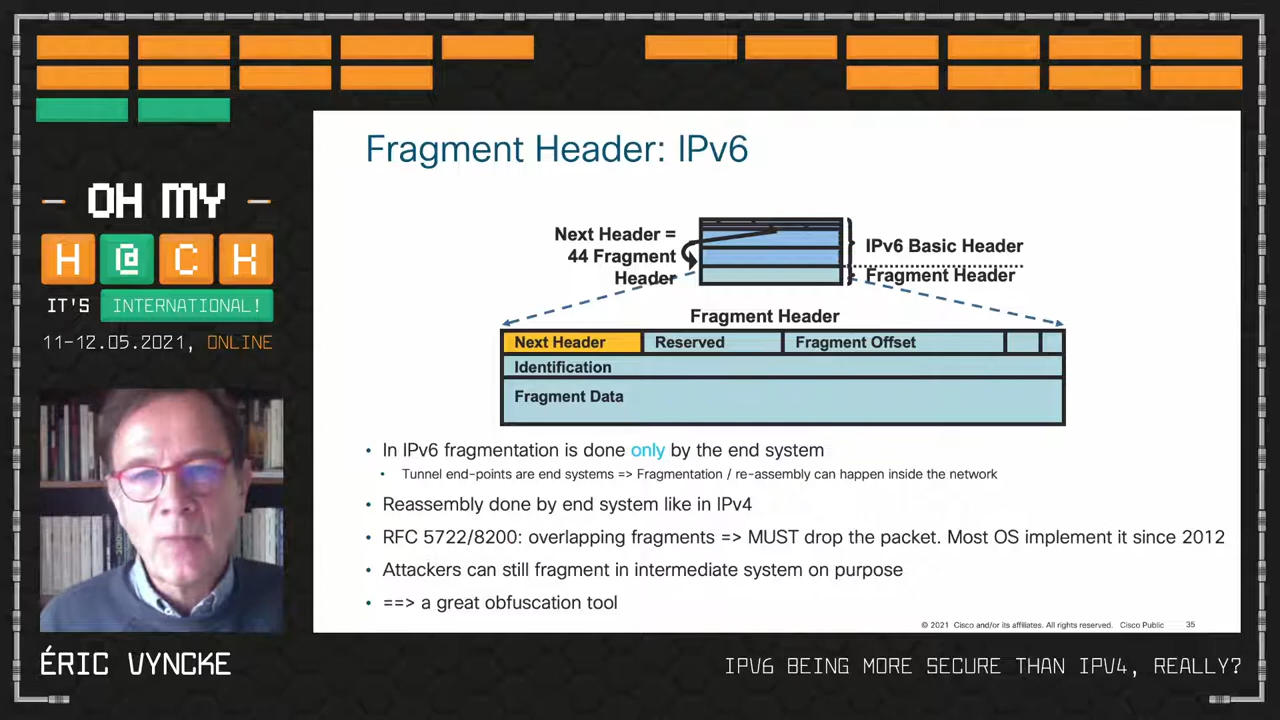 OH MY
H@CK
IT'S INTERNATIONAL!
11-12.05.2021, ONLINE
Fragment Header: IPv6
Next Header =
44 Fragment
Header
IPv6 Basic Header
Fragment Header
Fragment Header
Next Header Reserved Fragment Offset
Identification
Fragment Data
• In IPv6 fragmentation is done only by the end system
• Tunnel end-points are end systems => Fragmentation / re-assembly can happen inside the network
• Reassembly done by end system like in IPv4
• RFC 5722/8200: overlapping fragments => MUST drop the packet. Most OS implement it since 2012
• Attackers can still fragment in intermediate system on purpose
• ==> a great obfuscation tool
© 2021 Cisco and/or its affiliates. All rights reserved. Cisco Public 35
ÉRIC VYNCKE
IPV6 BEING MORE SECURE THAN IPV4, REALLY?